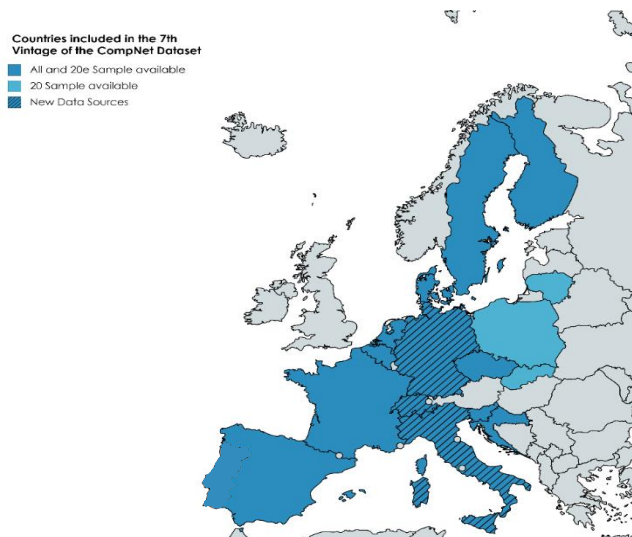 Countries included in the 7th
Vintage of the CompNet Dataset
All and 20e Sample available
20 Sample available
New Data Sources